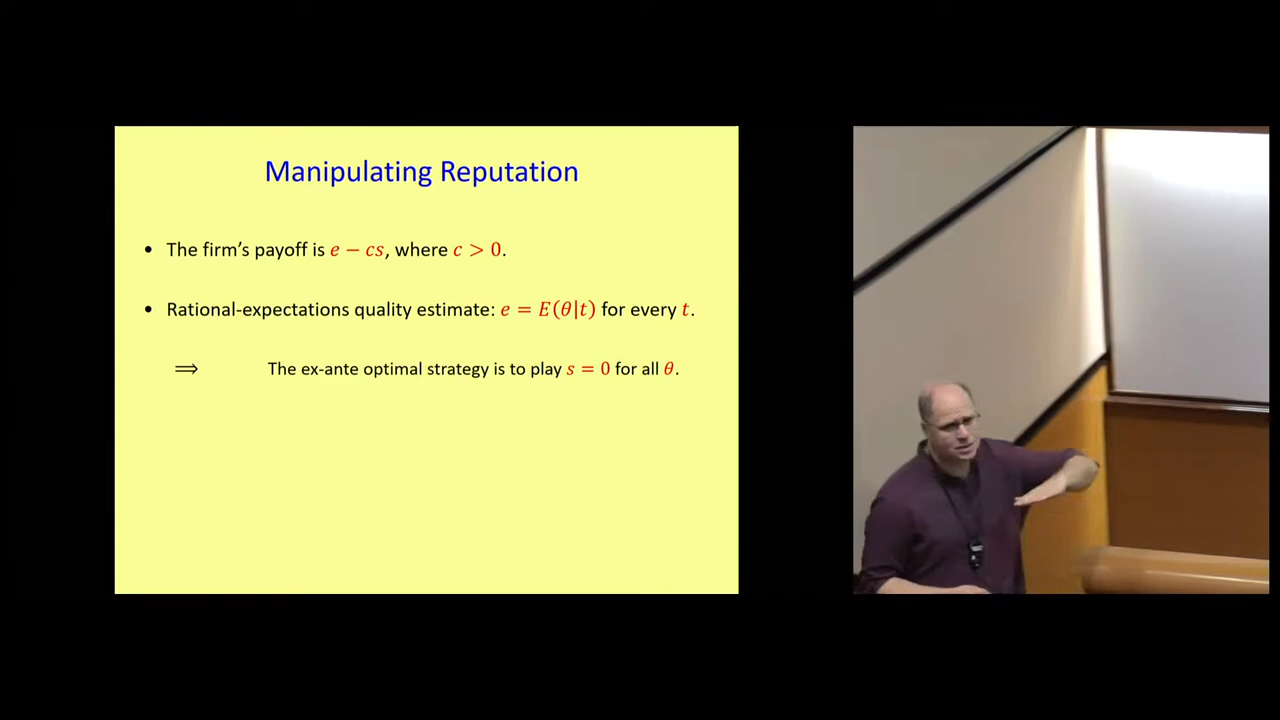 Manipulating Reputation
• The firm's payoff is e − cs, where c > 0.
• Rational-expectations quality estimate: e = E(θ|t) for every t.
⟹ The ex-ante optimal strategy is to play s = 0 for all θ.